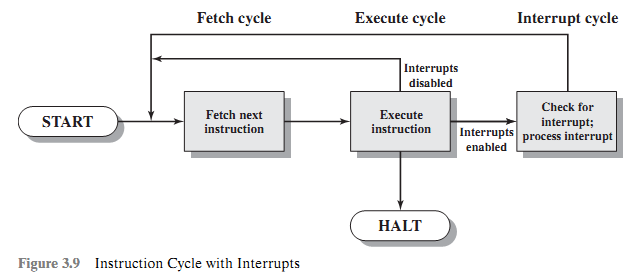 Fetch cycle
Execute cycle
Interrupt cycle
Interrupts
disabled
START
Fetch next
instruction
Execute
instruction
Interrupts
enabled
Check for
interrupt;
process interrupt
HALT
Figure 3.9 Instruction Cycle with Interrupts